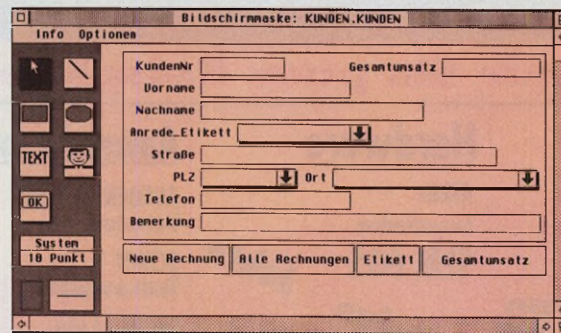 Bildschirmmaske: KUNDEN.KUNDEN
Info Optionen
KundenNr Gesamtumsatz
Vorname
Nachname
Anrede_Etikett
Straße
TEXT
PLZ Ort
OK
Telefon
Bemerkung
System
10 Punkt
Neue Rechnung Alle Rechnungen Etikett Gesamtumsatz